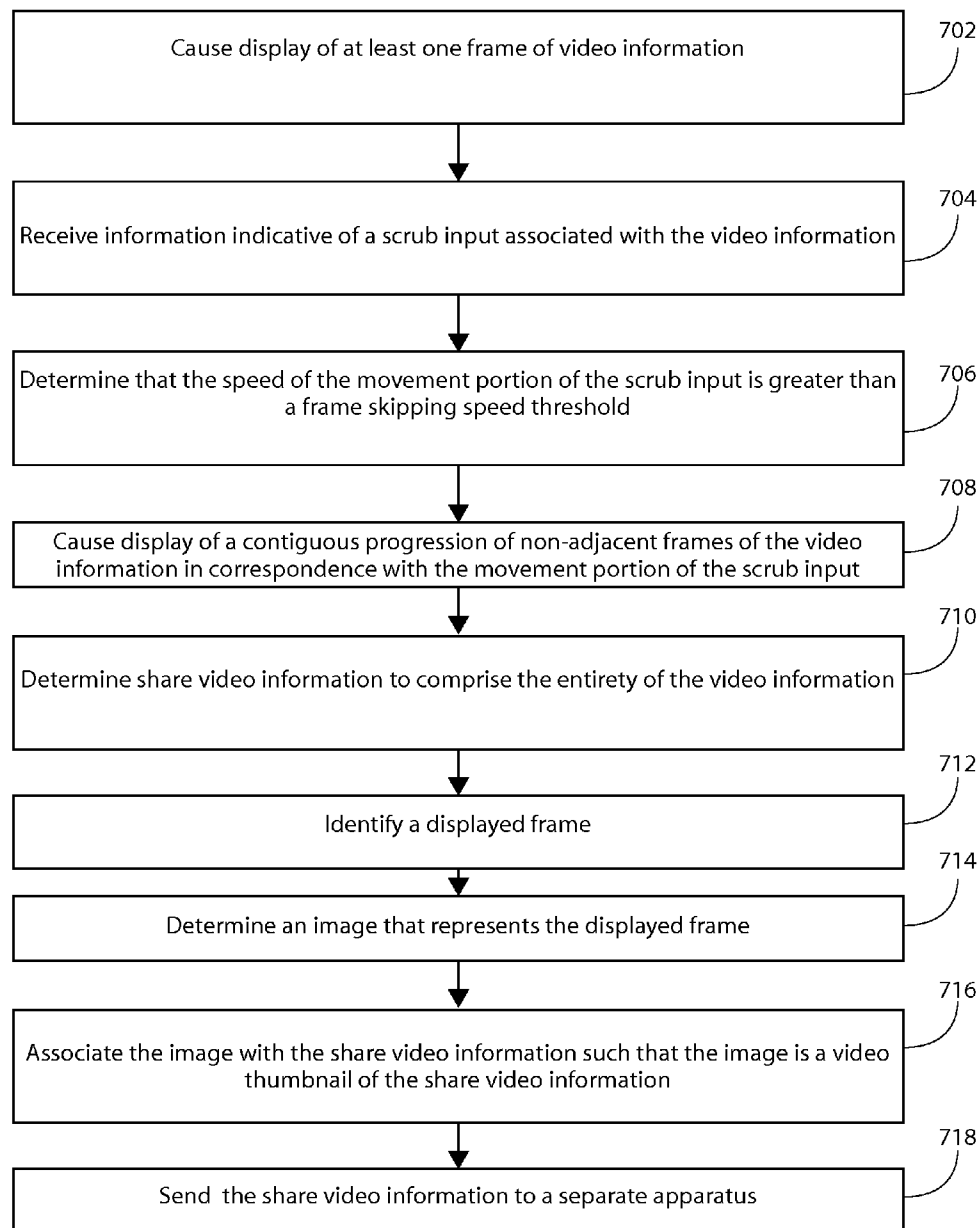 702
Cause display of at least one frame of video information
704
Receive information indicative of a scrub input associated with the video information
706
Determine that the speed of the movement portion of the scrub input is greater than
a frame skipping speed threshold
708
Cause display of a contiguous progression of non-adjacent frames of the video
information in correspondence with the movement portion of the scrub input
710
Determine share video information to comprise the entirety of the video information
712
Identify a displayed frame
714
Determine an image that represents the displayed frame
716
Associate the image with the share video information such that the image is a video
thumbnail of the share video information
718
Send the share video information to a separate apparatus